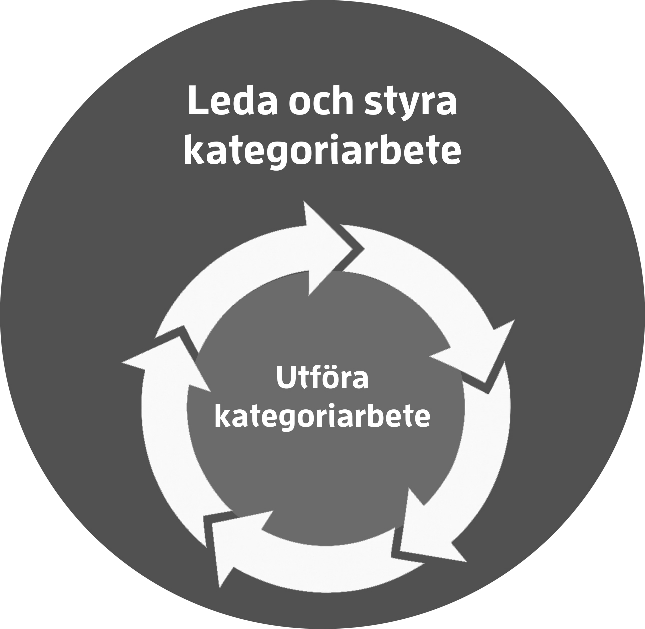 Leda och styra
kategoriarbete
Utföra
kategoriarbete